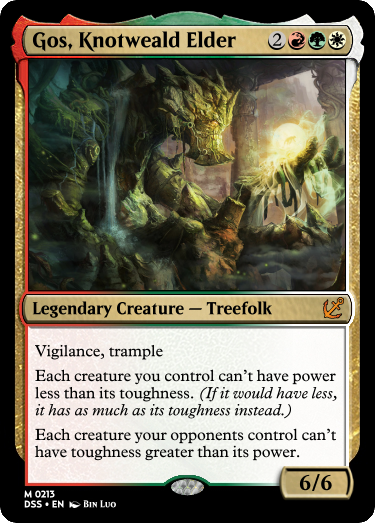 Gos, Knotweald Elder 2
Legendary Creature — Treefolk
Vigilance, trample
Each creature you control can't have power
less than its toughness. (If it would have less,
it has as much as its toughness instead.)
Each creature your opponents control can't
have toughness greater than its power.
6/6
M 0213
DSS • EN Bin Luo